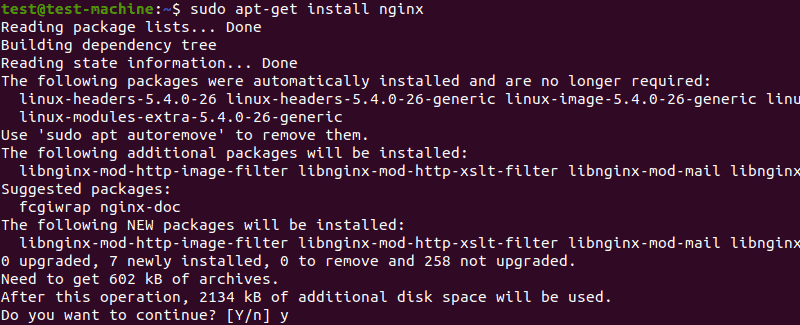 test@test-machine:~$ sudo apt-get install nginx
Reading package lists... Done
Building dependency tree
Reading state information... Done
The following packages were automatically installed and are no longer required:
  linux-headers-5.4.0-26 linux-headers-5.4.0-26-generic linux-image-5.4.0-26-generic linu
  linux-modules-extra-5.4.0-26-generic
Use 'sudo apt autoremove' to remove them.
The following additional packages will be installed:
  libnginx-mod-http-image-filter libnginx-mod-http-xslt-filter libnginx-mod-mail libnginx
Suggested packages:
  fcgiwrap nginx-doc
The following NEW packages will be installed:
  libnginx-mod-http-image-filter libnginx-mod-http-xslt-filter libnginx-mod-mail libnginx
0 upgraded, 7 newly installed, 0 to remove and 258 not upgraded.
Need to get 602 kB of archives.
After this operation, 2134 kB of additional disk space will be used.
Do you want to continue? [Y/n] y